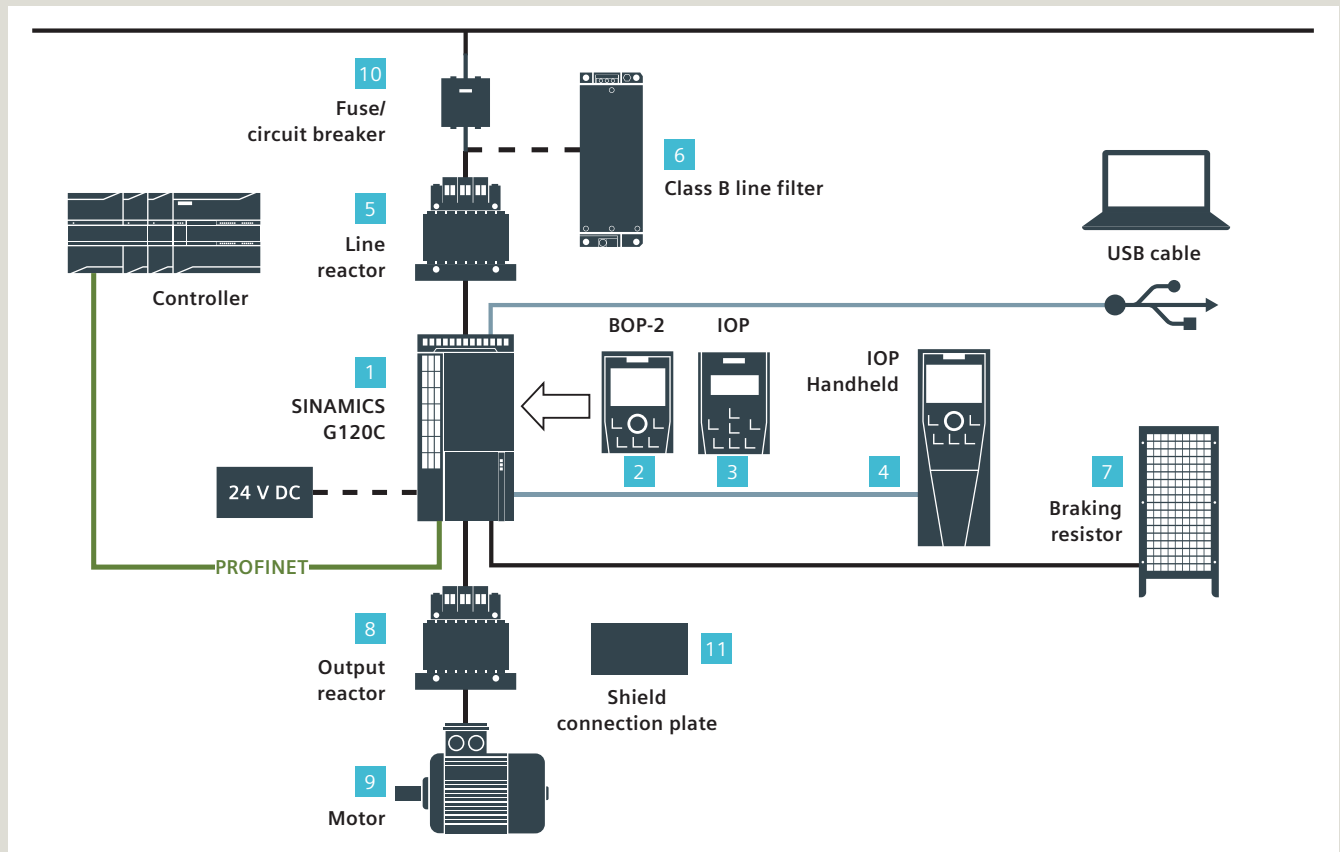 10
Fuse/
circuit breaker
6
Class B line filter
5
Line
reactor
USB cable
Controller
BOP-2
IOP
IOP
Handheld
1
SINAMICS
G120C
2
3
4
7
24 V DC
Braking
resistor
PROFINET
8
11
Output
reactor
Shield
connection plate
9
Motor